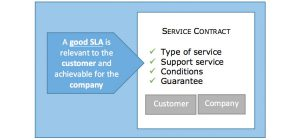 A good SLA is
relevant to the
customer and
achievable for the
company
SERVICE CONTRACT
✓ Type of service
✓ Support service
✓ Conditions
✓ Guarantee
Customer
Company